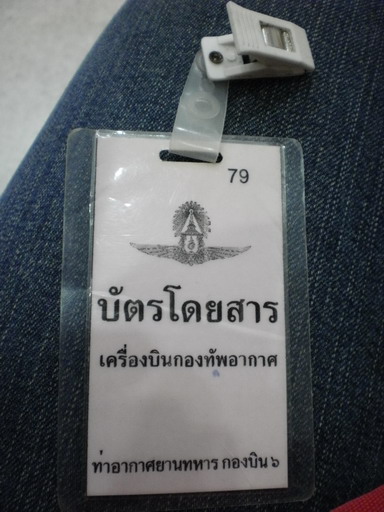 79
บัตรโดยสาร
เครื่องบินกองทัพอากาศ
ท่าอากาศยานทหาร กองบิน ๖